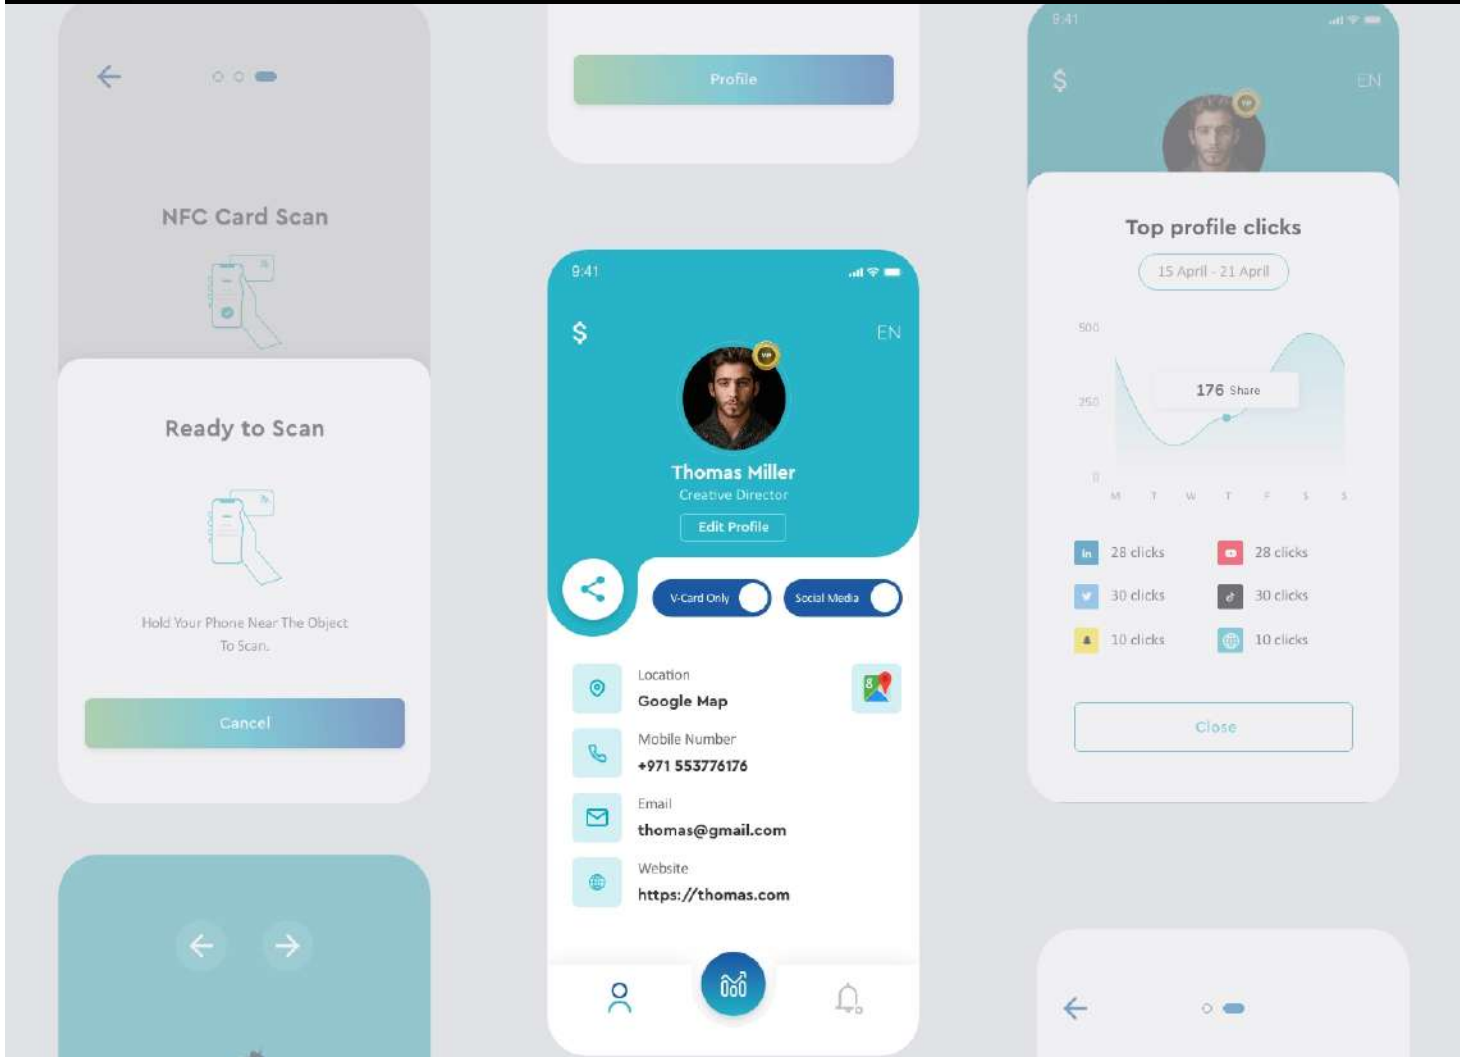 NFC Card Scan
Ready to Scan
Hold Your Phone Near The Object
To Scan.
Cancel
Profile
9:41
$
EN
Thomas Miller
Creative Director
Edit Profile
V-Card Only
Social Media
Location
Google Map
Mobile Number
+971 553776176
Email
thomas@gmail.com
Website
https://thomas.com
9:41
$
EN
Top profile clicks
15 April - 21 April
500
250
0
176 Share
M T W T F S S
in 28 clicks
28 clicks
30 clicks
30 clicks
10 clicks
10 clicks
Close